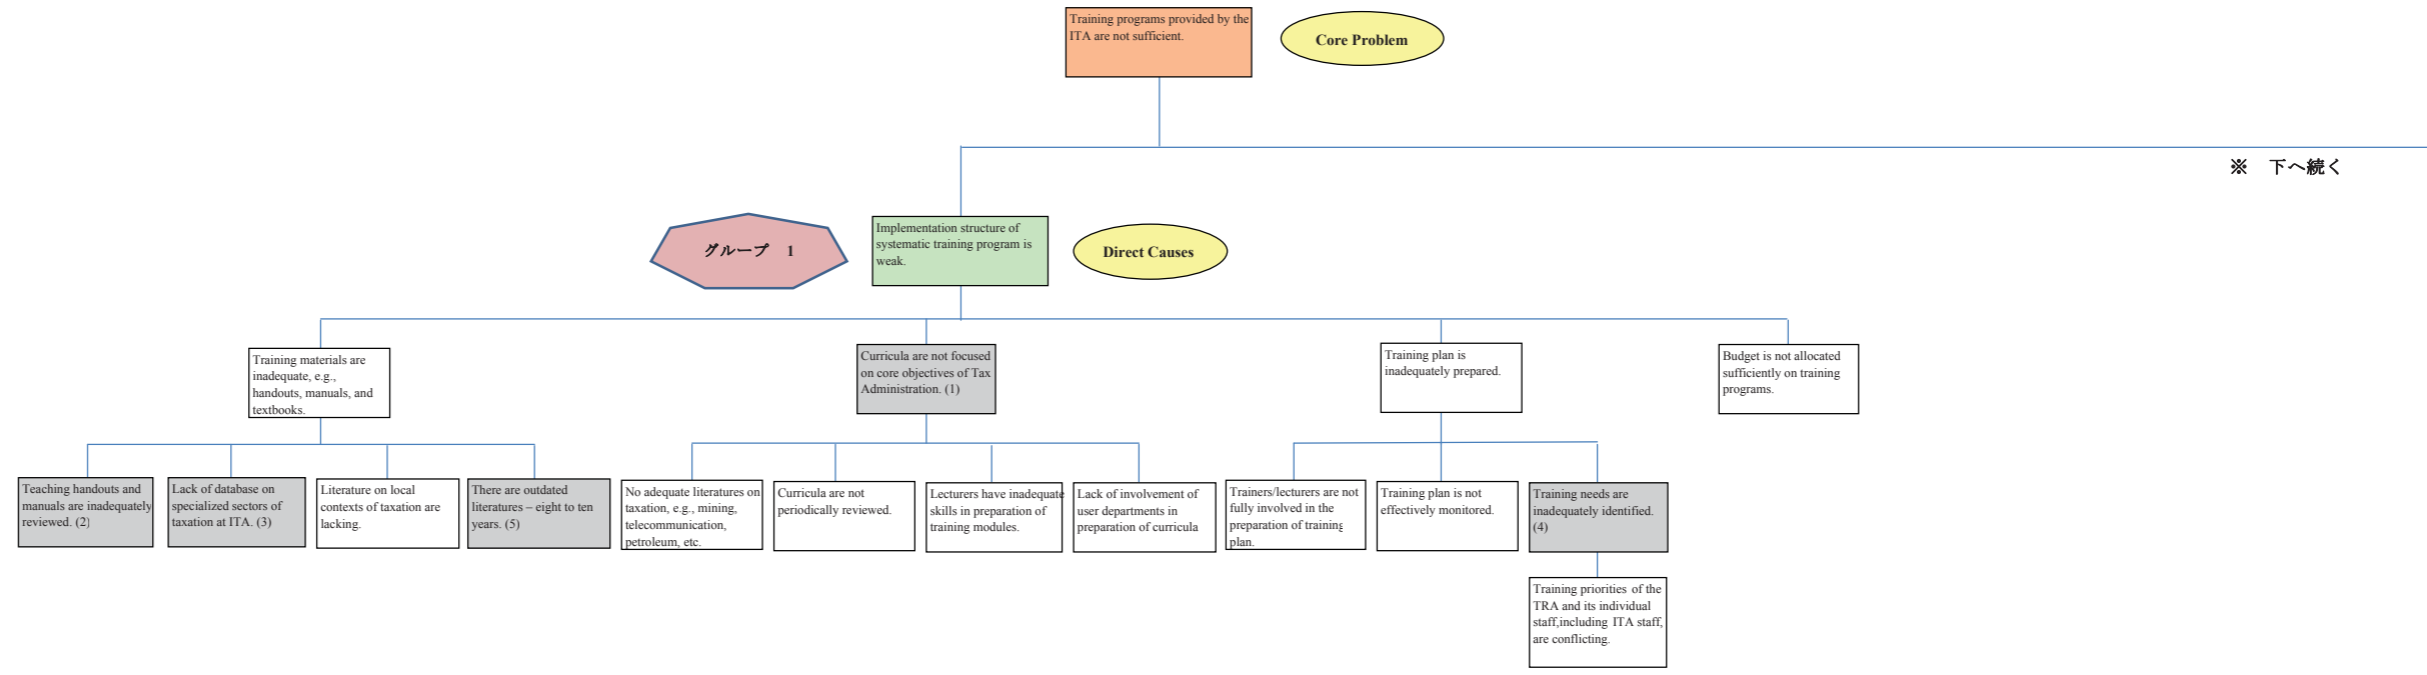 Training programs provided by the
ITA are not sufficient.
Core Problem
※ 下へ続く
グループ 1
Implementation structure of
systematic training program is
weak.
Direct Causes
Training materials are
inadequate, e.g.,
handouts, manuals, and
textbooks.
Curricula are not focused
on core objectives of Tax
Administration. (1)
Training plan is
inadequately prepared.
Budget is not allocated
sufficiently on training
programs.
Teaching handouts and
manuals are inadequately
reviewed. (2)
Lack of database on
specialized sectors of
taxation at ITA. (3)
Literature on local
contexts of taxation are
lacking.
There are outdated
literatures – eight to ten
years. (5)
No adequate literatures on
taxation, e.g., mining,
telecommunication,
petroleum, etc.
Curricula are not
periodically reviewed.
Lecturers have inadequate
skills in preparation of
training modules.
Lack of involvement of
user departments in
preparation of curricula
Trainers/lecturers are not
fully involved in the
preparation of training
plan.
Training plan is not
effectively monitored.
Training needs are
inadequately identified.
(4)
Training priorities of the
TRA and its individual
staff,including ITA staff,
are conflicting.